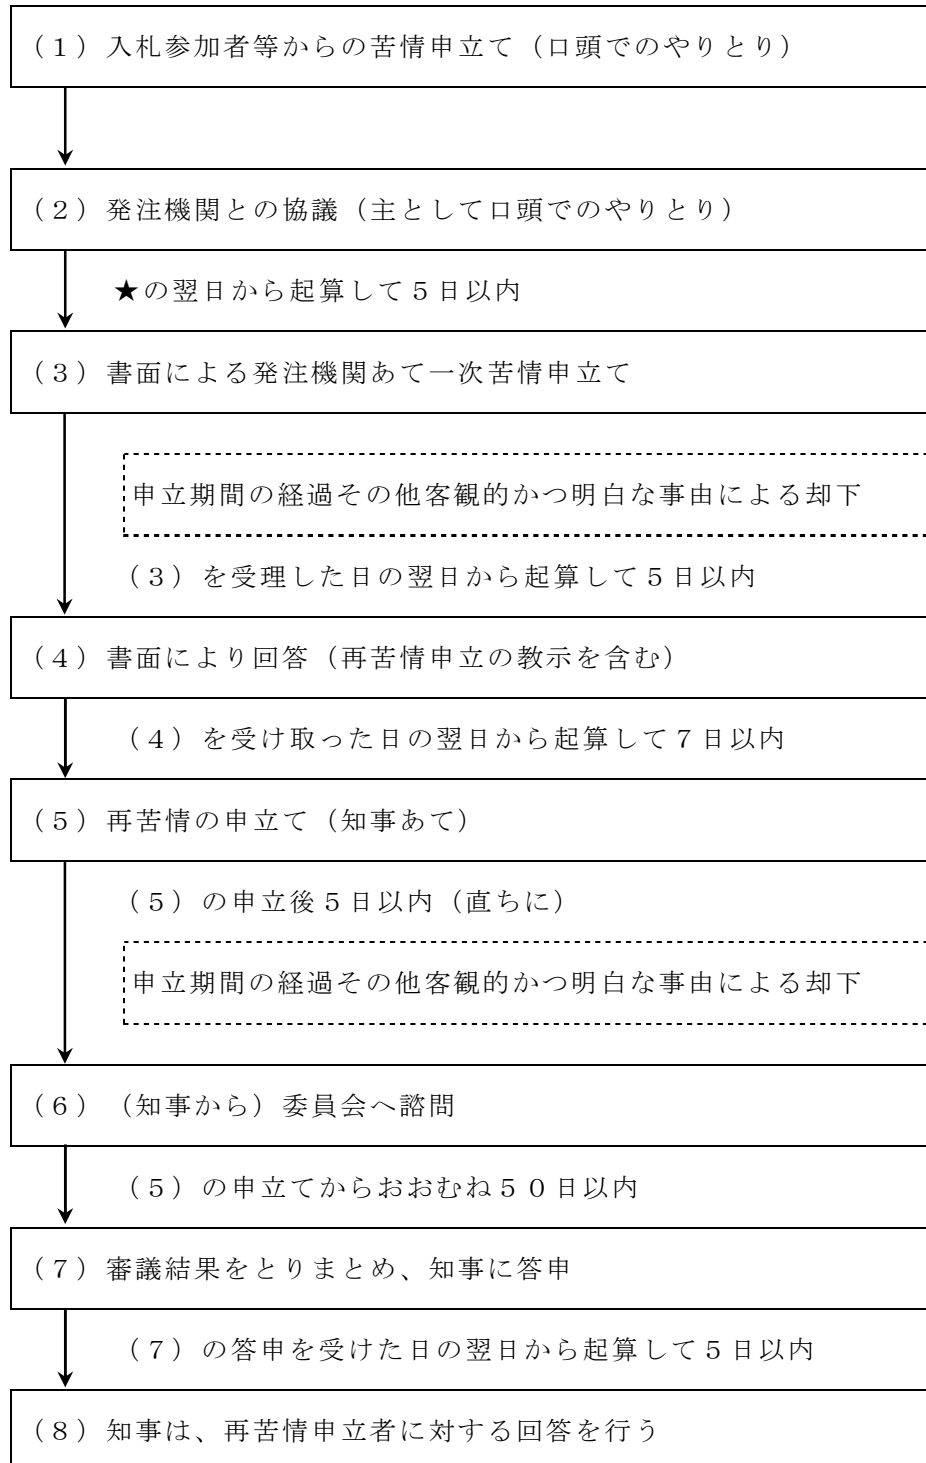 （１）入札参加者等からの苦情申立て（口頭でのやりとり）
（２）発注機関との協議（主として口頭でのやりとり）
★の翌日から起算して５日以内
（３）書面による発注機関あて一次苦情申立て
申立期間の経過その他客観的かつ明白な事由による却下
（３）を受理した日の翌日から起算して５日以内
（４）書面により回答（再苦情申立の教示を含む）
（４）を受け取った日の翌日から起算して７日以内
（５）再苦情の申立て（知事あて）
（５）の申立後５日以内（直ちに）
申立期間の経過その他客観的かつ明白な事由による却下
（６）（知事から）委員会へ諮問
（５）の申立てからおおむね５０日以内
（７）審議結果をとりまとめ、知事に答申
（７）の答申を受けた日の翌日から起算して５日以内
（８）知事は、再苦情申立者に対する回答を行う